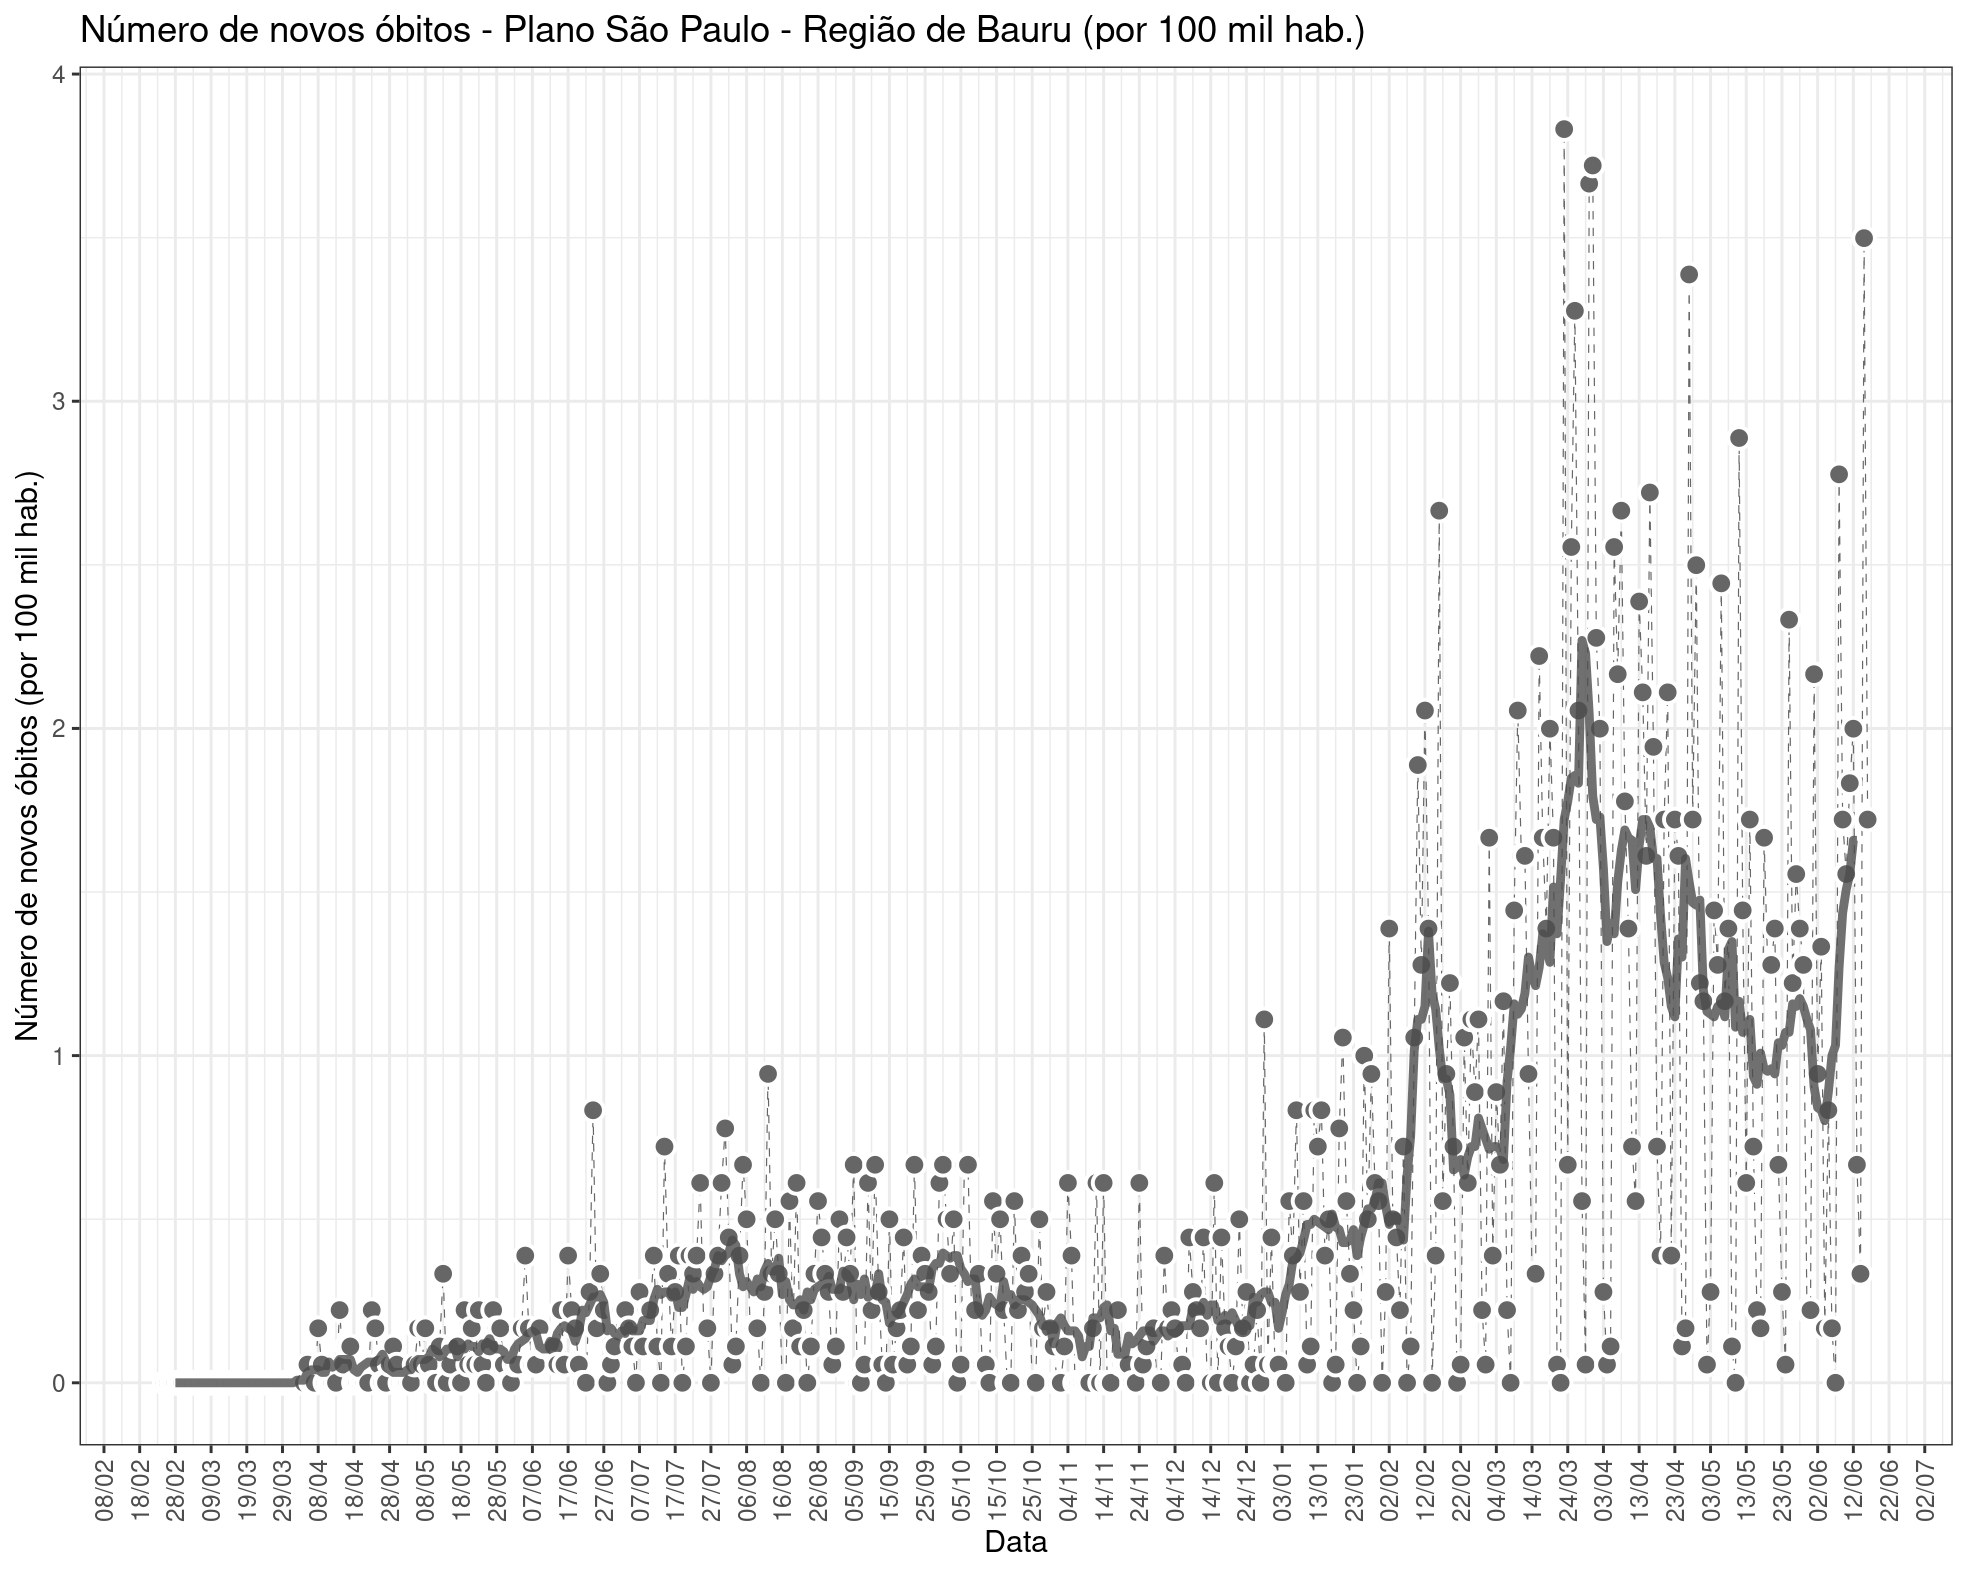 Número de novos óbitos - Plano São Paulo - Região de Bauru (por 100 mil hab.)
Número de novos óbitos (por 100 mil hab.)
4
3
2
1
0
08/02 18/02 28/02 09/03 19/03 29/03 08/04 18/04 28/04 08/05 18/05 28/05 07/06 17/06 27/06 07/07 17/07 27/07 06/08 16/08 26/08 05/09 15/09 25/09 05/10 15/10 25/10 04/11 14/11 24/11 04/12 14/12 24/12 03/01 13/01 23/01 02/02 12/02 22/02 04/03 14/03 24/03 03/04 13/04 23/04 03/05 13/05 23/05 02/06 12/06 22/06 02/07
Data